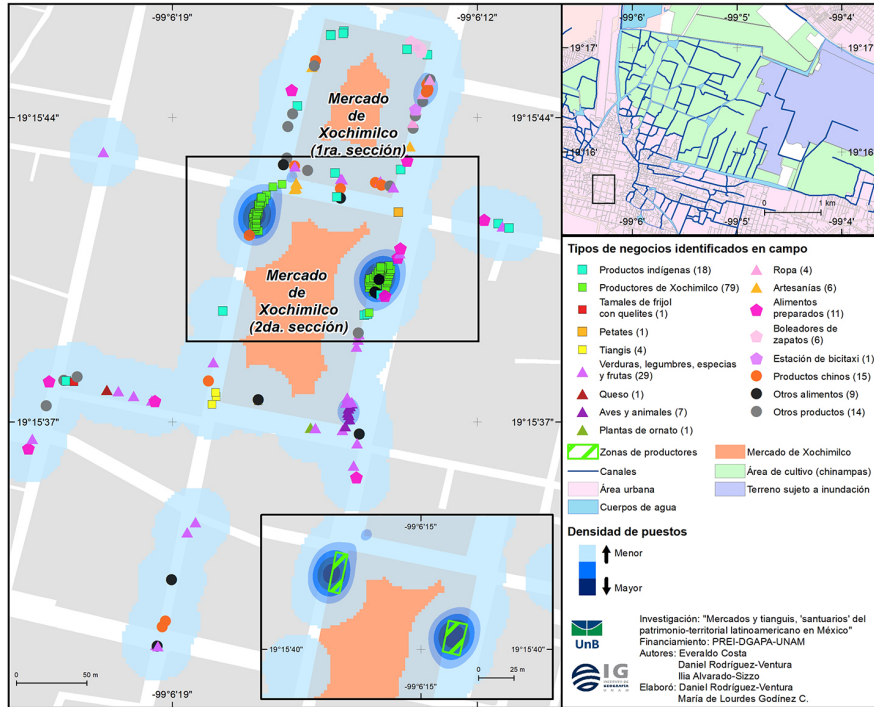 -99°6'19"
-99°6'12"
19°15'44"
Mercado
de
Xochimilco
(1ra. sección)
Mercado
de
Xochimilco
(2da. sección)
19°15'37"
-99°6'15"
19°15'40"
-99°6'15"
0
25 m
0
50 m
-99°6'19"
-99°6'
-99°5'
-99°4'
19°17'
19°17'
19°16'
19°16'
0
1 km
-99°6'
-99°5'
-99°4'
Tipos de negocios identificados en campo
Productos indígenas (18)
Productores de Xochimilco (79)
Tamales de frijol
con quelites (1)
Petates (1)
Tiangis (4)
Verduras, legumbres, especias
y frutas (29)
Queso (1)
Aves y animales (7)
Plantas de ornato (1)
Ropa (4)
Artesanías (6)
Alimentos
preparados (11)
Boleadores de
zapatos (6)
Estación de bicitaxi (1)
Productos chinos (15)
Otros alimentos (9)
Otros productos (14)
Zonas de productores
Canales
Área urbana
Cuerpos de agua
Mercado de Xochimilco
Área de cultivo (chinampas)
Terreno sujeto a inundación
Densidad de puestos
Menor
Mayor
UnB
IG
INSTITUTO DE
GEOGRAFÍA
UNAM
Investigación: "Mercados y tianguis, 'santuarios' del
patrimonio-territorial latinoamericano en México"
Financiamiento: PREI-DGAPA-UNAM
Autores: Everaldo Costa
Daniel Rodríguez-Ventura
Ilia Alvarado-Sizzo
Elaboró: Daniel Rodríguez-Ventura
María de Lourdes Godínez C.